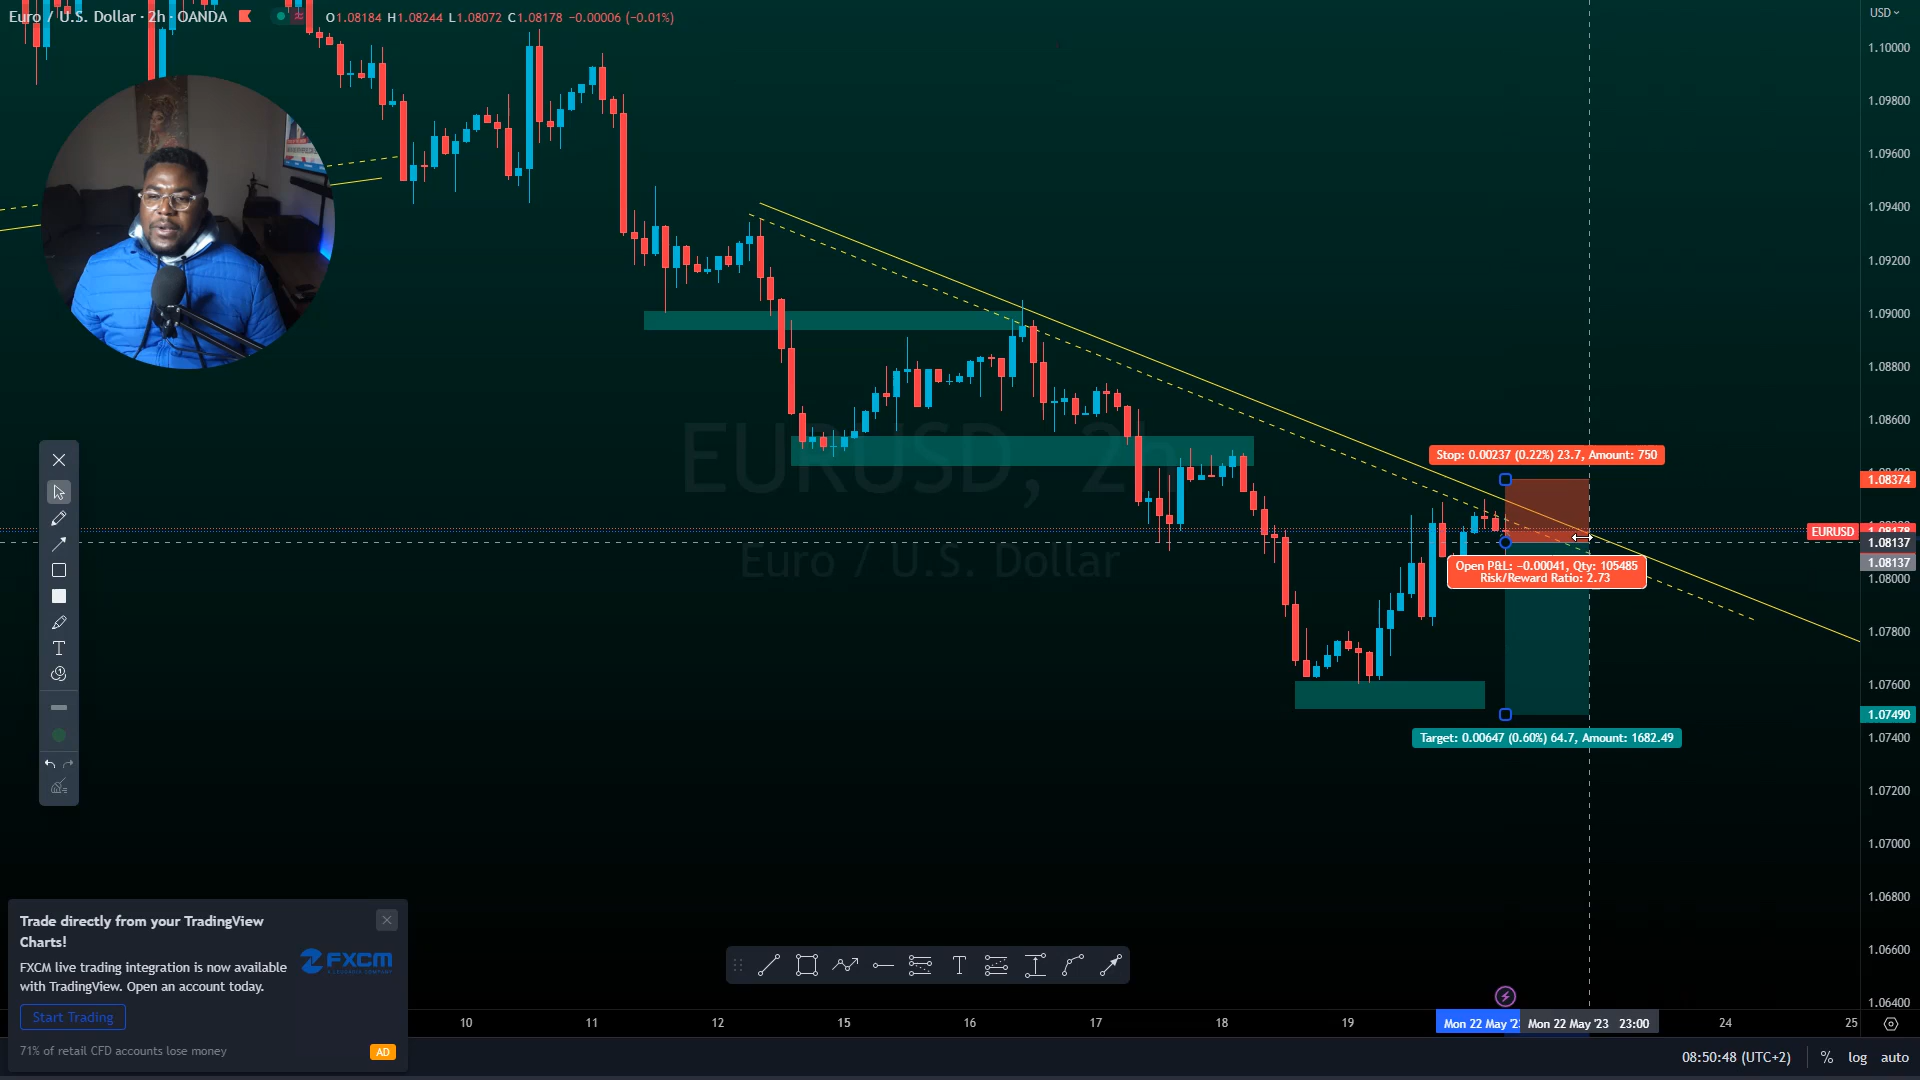 Euro / U.S. Dollar · 2h · OANDA
O1.08184 H1.08244 L1.08072 C1.08178 −0.00006 (−0.01%)
USD
1.10000
1.09800
1.09600
1.09400
1.09200
1.09000
1.08800
1.08600
EURUSD, 2h
Euro / U.S. Dollar
Stop: 0.00237 (0.22%) 23.7, Amount: 750
1.08374
EURUSD
1.08178
1.08137
1.08137
Open P&L: −0.00041, Qty: 105485
Risk/Reward Ratio: 2.73
1.08000
1.07800
1.07600
1.07490
Target: 0.00647 (0.60%) 64.7, Amount: 1682.49
1.07400
1.07200
1.07000
1.06800
1.06600
1.06400
Trade directly from your TradingView
Charts!
FXCM live trading integration is now available
with TradingView. Open an account today.
FXCM
Start Trading
71% of retail CFD accounts lose money
AD
10 11 12 15 16 17 18 19 Mon 22 May '2 Mon 22 May '23 23:00 24 25
08:50:48 (UTC+2) % log auto